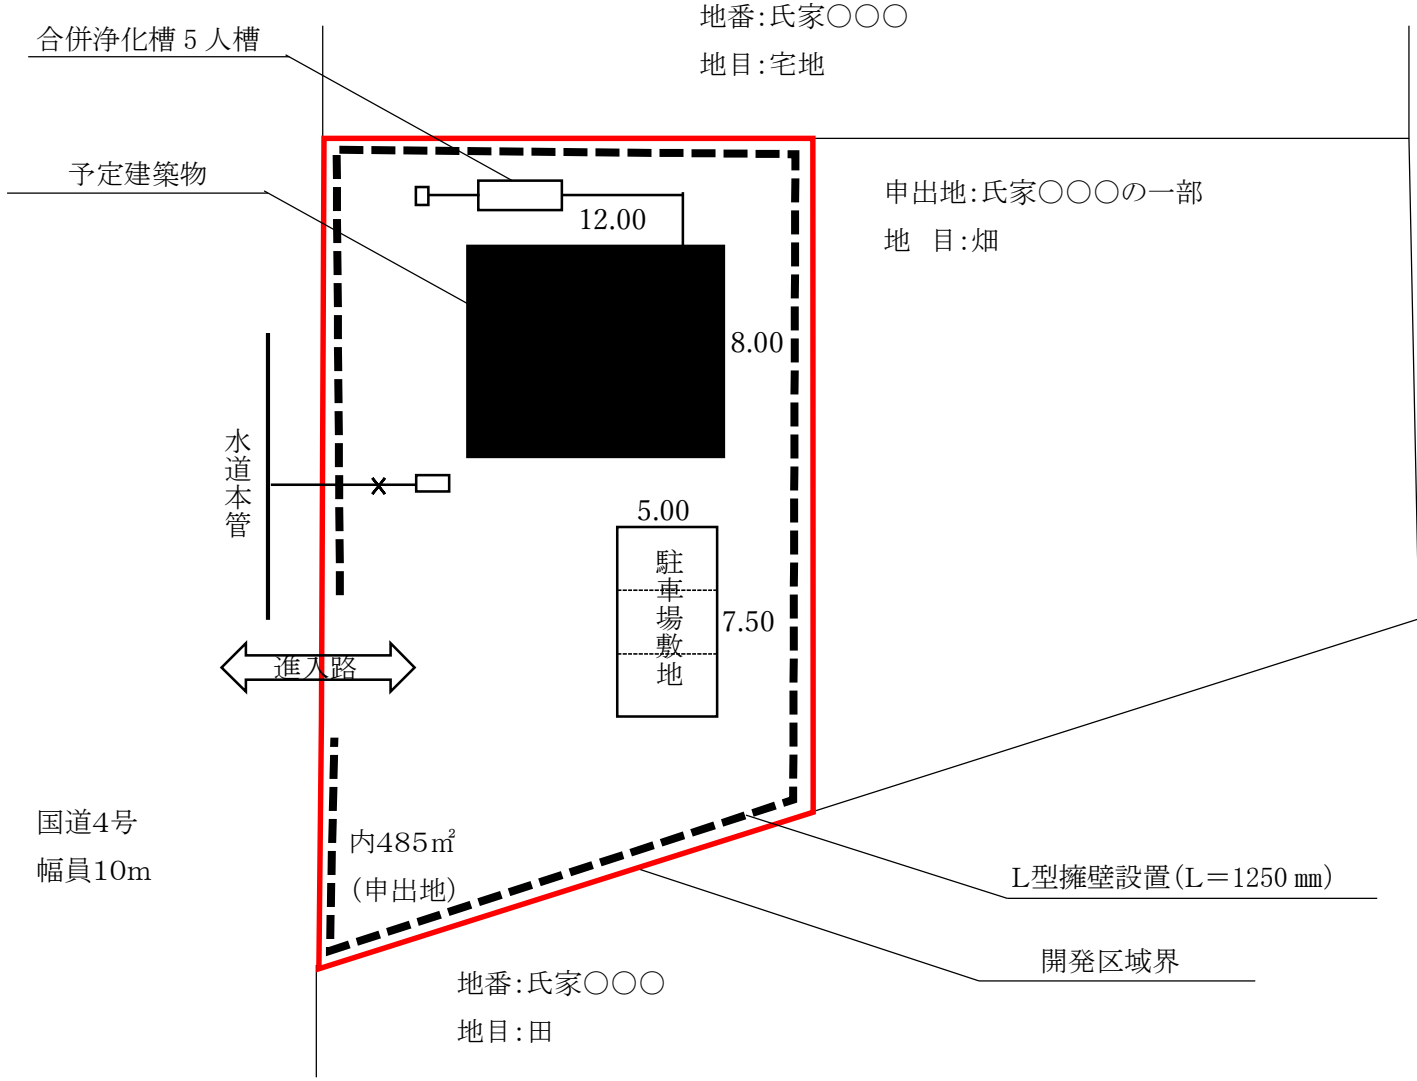 地番:氏家○○○
地目:宅地
合併浄化槽5人槽
予定建築物
申出地:氏家○○○の一部
地 目:畑
12.00
8.00
水道本管
5.00
駐車場敷地
7.50
進入路
国道4号
幅員10m
内485㎡
(申出地)
L型擁壁設置(L=1250㎜)
開発区域界
地番:氏家○○○
地目:田